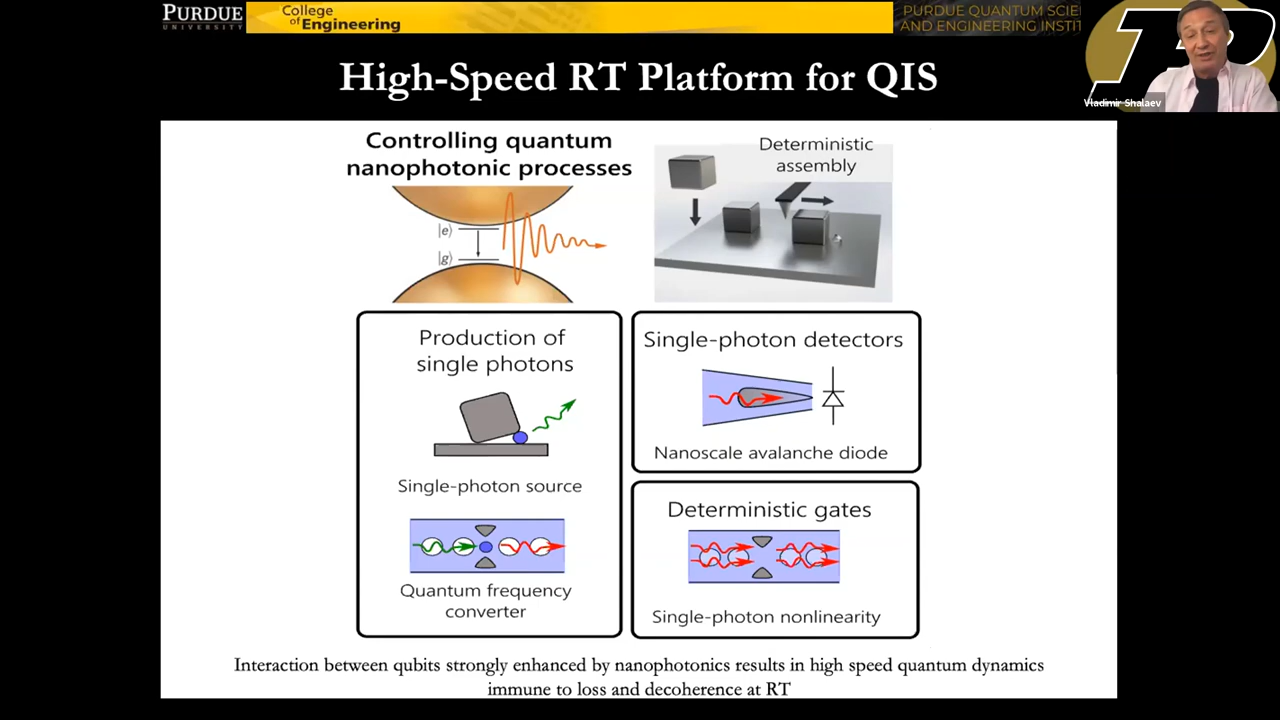 PURDUE
UNIVERSITY
College
of Engineering
PURDUE QUANTUM SCIE
AND ENGINEERING INSTIT
Vladimir Shalaev
High-Speed RT Platform for QIS
Controlling quantum
nanophotonic processes
|e⟩
|g⟩
Deterministic
assembly
Production of
single photons
Single-photon source
Quantum frequency
converter
Single-photon detectors
Nanoscale avalanche diode
Deterministic gates
Single-photon nonlinearity
Interaction between qubits strongly enhanced by nanophotonics results in high speed quantum dynamics
immune to loss and decoherence at RT